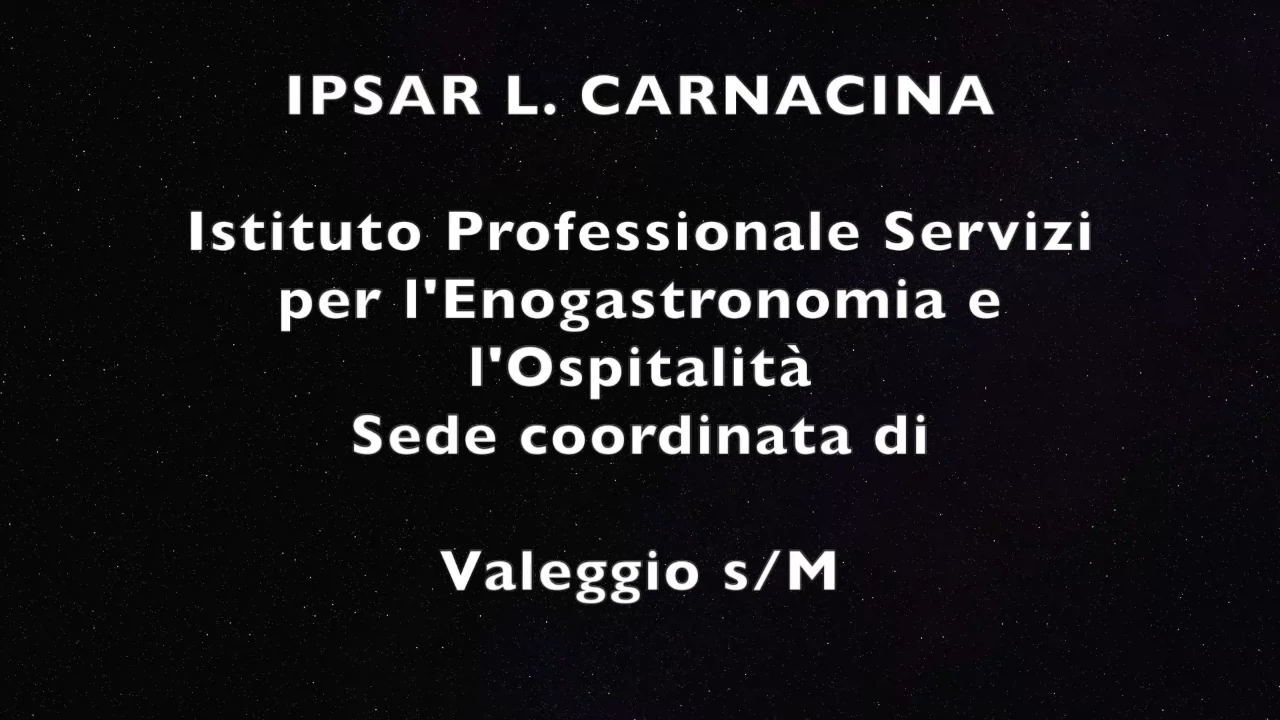 IPSAR L. CARNACINA
Istituto Professionale Servizi
per l'Enogastronomia e
l'Ospitalità
Sede coordinata di
Valeggio s/M